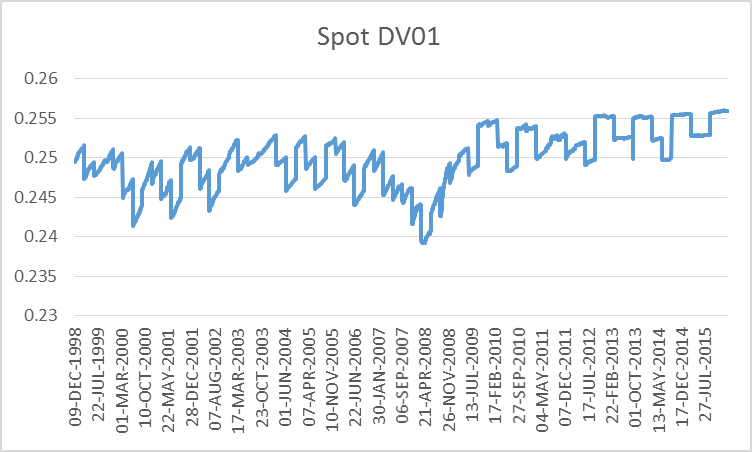 Spot DV01
0.26
0.255
0.25
0.245
0.24
0.235
0.23
09-DEC-1998
22-JUL-1999
01-MAR-2000
10-OCT-2000
22-MAY-2001
28-DEC-2001
07-AUG-2002
17-MAR-2003
23-OCT-2003
01-JUN-2004
07-APR-2005
10-NOV-2005
22-JUN-2006
30-JAN-2007
06-SEP-2007
21-APR-2008
26-NOV-2008
13-JUL-2009
17-FEB-2010
27-SEP-2010
04-MAY-2011
07-DEC-2011
17-JUL-2012
22-FEB-2013
01-OCT-2013
13-MAY-2014
17-DEC-2014
27-JUL-2015